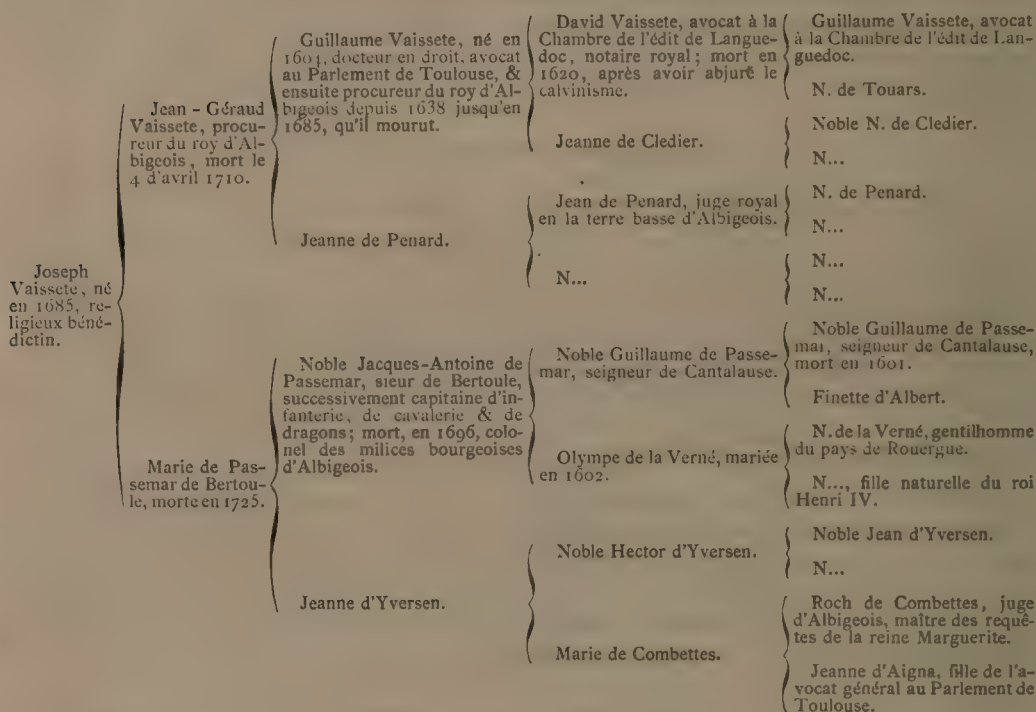 Joseph
Vaissete, né
en 1685, re-
ligieux béné-
dictin.
Jean - Géraud
Vaissete, procu-
reur du roy d'Al-
bigeois, mort le
4 d'avril 1710.
Marie de Pas-
semar de Bertou-
le, morte en 1725.
Guillaume Vaissete, né en
1604, docteur en droit, avocat
au Parlement de Toulouse, &
ensuite procureur du roy d'Al-
bigeois depuis 1638 jusqu'en
1685, qu'il mourut.
Jeanne de Penard.
Noble Jacques-Antoine de
Passemar, sieur de Bertoule,
successivement capitaine d'in-
fanterie, de cavalerie & de
dragons; mort, en 1696, colo-
nel des milices bourgeoises
d'Albigeois.
Jeanne d'Yversen.
David Vaissete, avocat à la
Chambre de l'édit de Langue-
doc, notaire royal; mort en
1620, après avoir abjuré le
calvinisme.
Jeanne de Cledier.
Jean de Penard, juge royal
en la terre basse d'Albigeois.
N...
Noble Guillaume de Passe-
mar, seigneur de Cantalause.
Olympe de la Verné, mariée
en 1602.
Noble Hector d'Yversen.
Marie de Combettes.
Guillaume Vaissete, avocat
à la Chambre de l'édit de Lan-
guedoc.
N. de Touars.
Noble N. de Cledier.
N...
N. de Penard.
N...
N...
N...
Noble Guillaume de Passe-
mar, seigneur de Cantalause,
mort en 1601.
Finette d'Albert.
N. de la Verné, gentilhomme
du pays de Rouergue.
N..., fille naturelle du roi
Henri IV.
Noble Jean d'Yversen.
N...
Roch de Combettes, juge
d'Albigeois, maître des requê-
tes de la reine Marguerite.
Jeanne d'Aigna, fille de l'a-
vocat général au Parlement de
Toulouse.